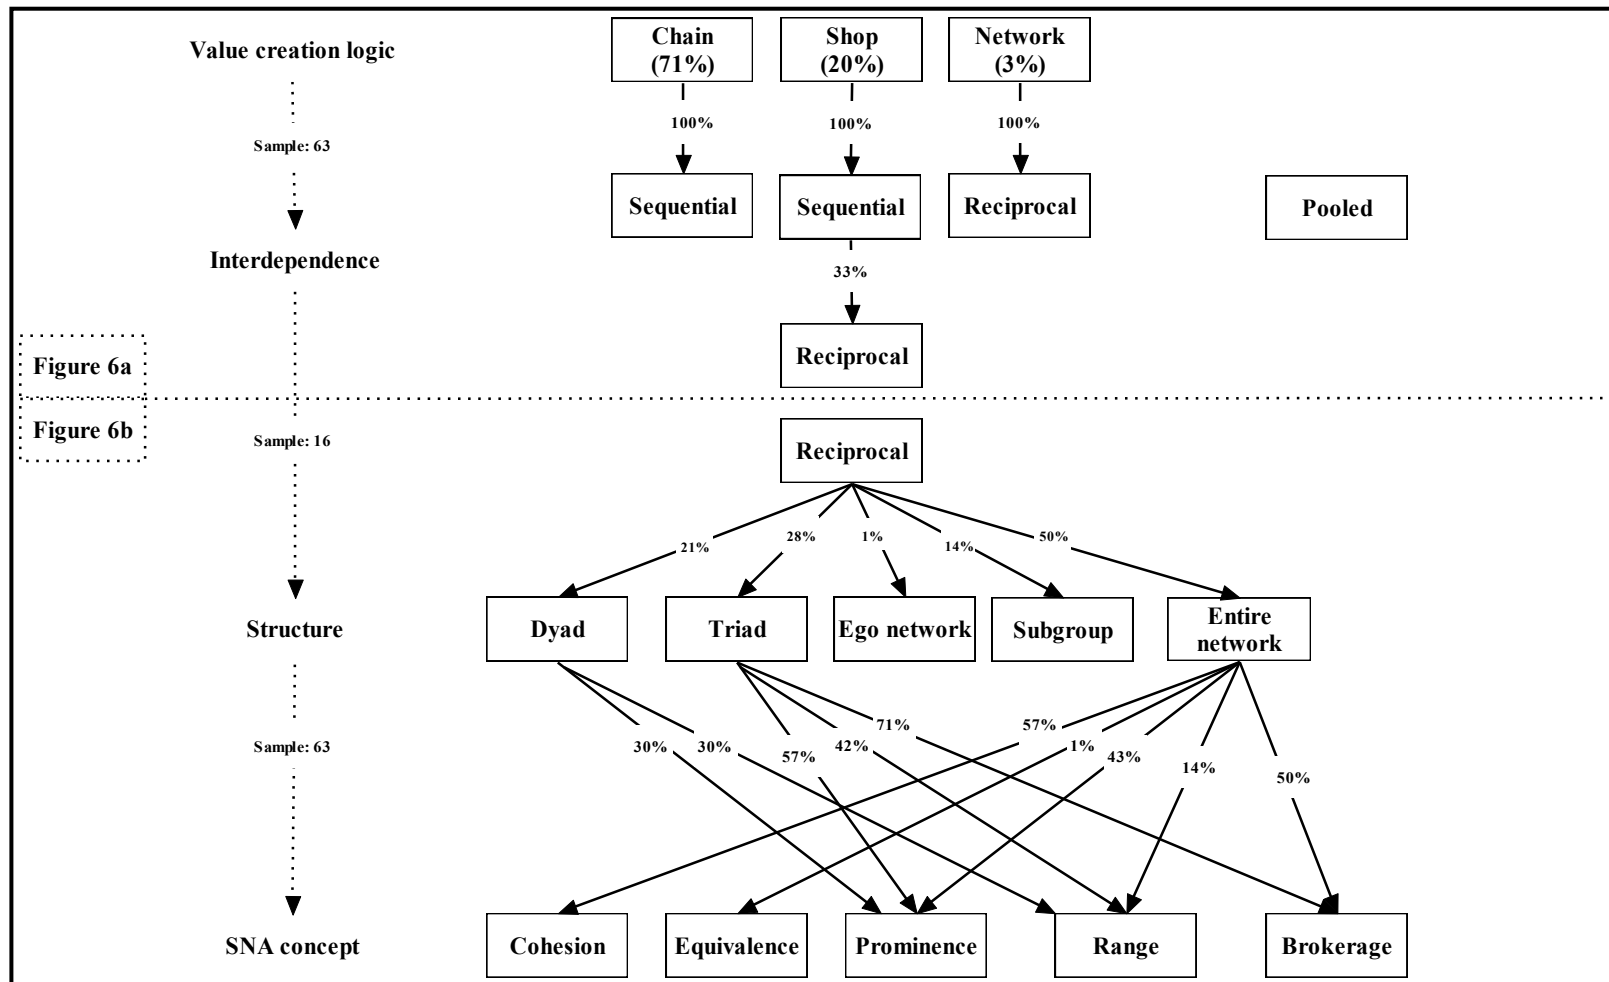 Value creation logic
Chain
(71%)
Shop
(20%)
Network
(3%)
100%
100%
100%
Sample: 63
Sequential
Sequential
Reciprocal
Pooled
Interdependence
33%
Reciprocal
Figure 6a
Figure 6b
Sample: 16
Reciprocal
21%
28%
1%
14%
50%
Structure
Dyad
Triad
Ego network
Subgroup
Entire
network
Sample: 63
30%
30%
57%
42%
71%
57%
1%
43%
14%
50%
SNA concept
Cohesion
Equivalence
Prominence
Range
Brokerage